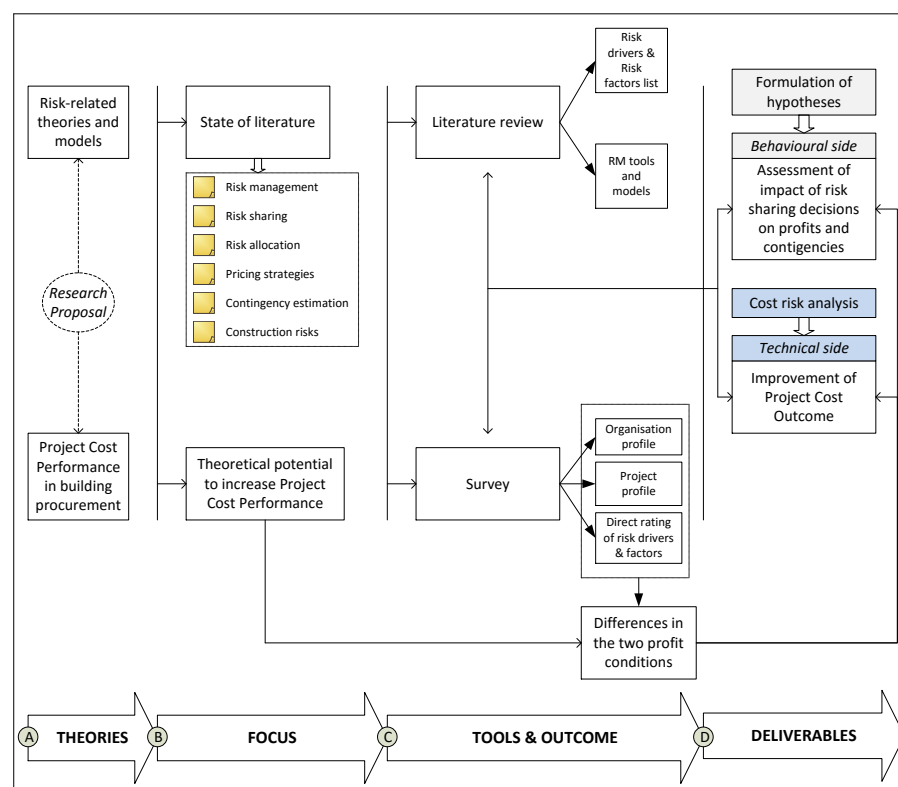 Risk-related
theories and
models
Research
Proposal
Project Cost
Performance
in building
procurement
State of literature
Risk management
Risk sharing
Risk allocation
Pricing strategies
Contingency estimation
Construction risks
Theoretical potential
to increase Project
Cost Performance
Literature review
Risk
drivers &
Risk
factors list
RM tools
and
models
Survey
Organisation
profile
Project
profile
Direct rating
of risk drivers
& factors
Differences in
the two profit
conditions
Formulation of
hypotheses
Behavioural side
Assessment of
impact of risk
sharing decisions
on profits and
contigencies
Cost risk analysis
Technical side
Improvement of
Project Cost
Outcome
A THEORIES
B FOCUS
C TOOLS & OUTCOME
D DELIVERABLES